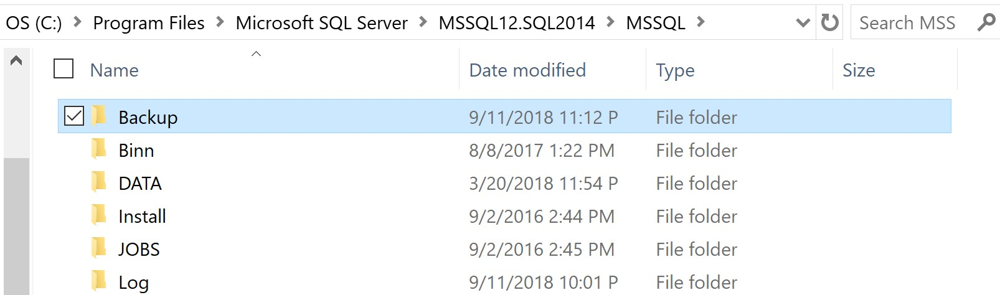 OS (C:) Program Files Microsoft SQL Server MSSQL12.SQL2014 MSSQL Search MSS
Name Date modified Type Size
Backup 9/11/2018 11:12 P File folder
Binn 8/8/2017 1:22 PM File folder
DATA 3/20/2018 11:54 P File folder
Install 9/2/2016 2:44 PM File folder
JOBS 9/2/2016 2:45 PM File folder
Log 9/11/2018 10:01 P File folder